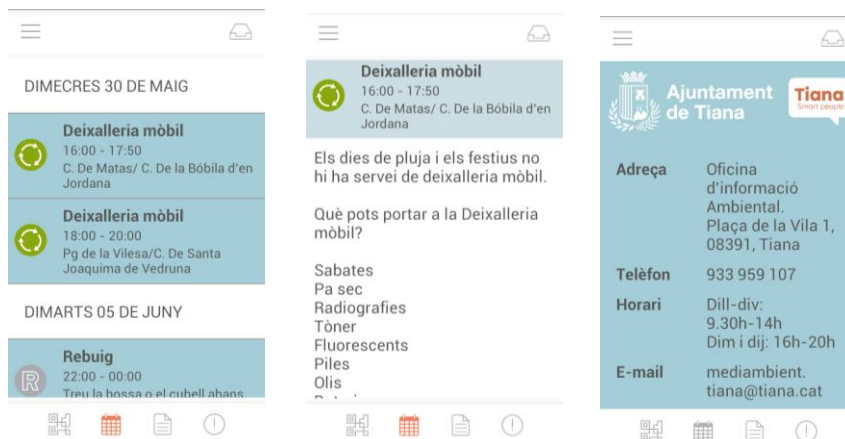 DIMECRES 30 DE MAIG
Deixalleria mòbil
16:00 - 17:50
C. De Matas/ C. De la Bóbila d'en
Jordana
Deixalleria mòbil
18:00 - 20:00
Pg de la Vilesa/C. De Santa
Joaquima de Vedruna
DIMARTS 05 DE JUNY
Rebuig
R
22:00 - 00:00
Treu la bossa o el cubell abans
Deixalleria mòbil
16:00 - 17:50
C. De Matas/ C. De la Bóbila d'en
Jordana
Els dies de pluja i els festius no
hi ha servei de deixalleria mòbil.
Què pots portar a la Deixalleria
mòbil?
Sabates
Pa sec
Radiografies
Tòner
Fluorescents
Piles
Olis
Ajuntament
de Tiana
Tiana
Smart people
Adreça
Oficina
d'informació
Ambiental.
Plaça de la Vila 1,
08391, Tiana
Telèfon
933 959 107
Horari
Dill-div:
9.30h-14h
Dim i dij: 16h-20h
E-mail
mediambient.
tiana@tiana.cat